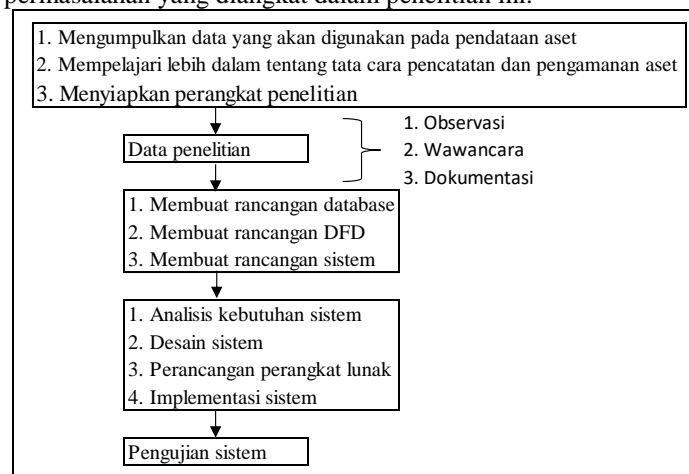 permasalahan yang diangkat dalam penelitian ini.
1. Mengumpulkan data yang akan digunakan pada pendataan aset
2. Mempelajari lebih dalam tentang tata cara pencatatan dan pengamanan aset
3. Menyiapkan perangkat penelitian
Data penelitian
1. Observasi
2. Wawancara
3. Dokumentasi
1. Membuat rancangan database
2. Membuat rancangan DFD
3. Membuat rancangan sistem
1. Analisis kebutuhan sistem
2. Desain sistem
3. Perancangan perangkat lunak
4. Implementasi sistem
Pengujian sistem